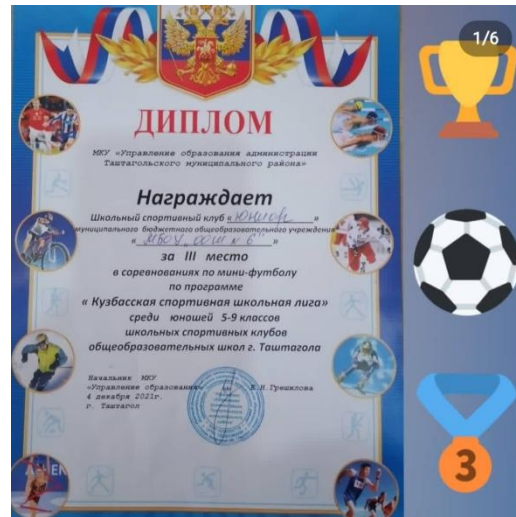 1/6
ДИПЛОМ
МКУ «Управление образования администрации
Таштагольского муниципального района»
Награждает
Школьный спортивный клуб « Юниор »
муниципального бюджетного общеобразовательного учреждения
« МБОУ "ООШ № 6" »
за III место
в соревнованиях по мини-футболу
по программе
« Кузбасская спортивная школьная лига»
среди юношей 5-9 классов
школьных спортивных клубов
общеобразовательных школ г. Таштагола
Начальник МКУ
«Управление образования» Е.Н.Грешилова
4 декабря 2021г.
г. Таштагол
3